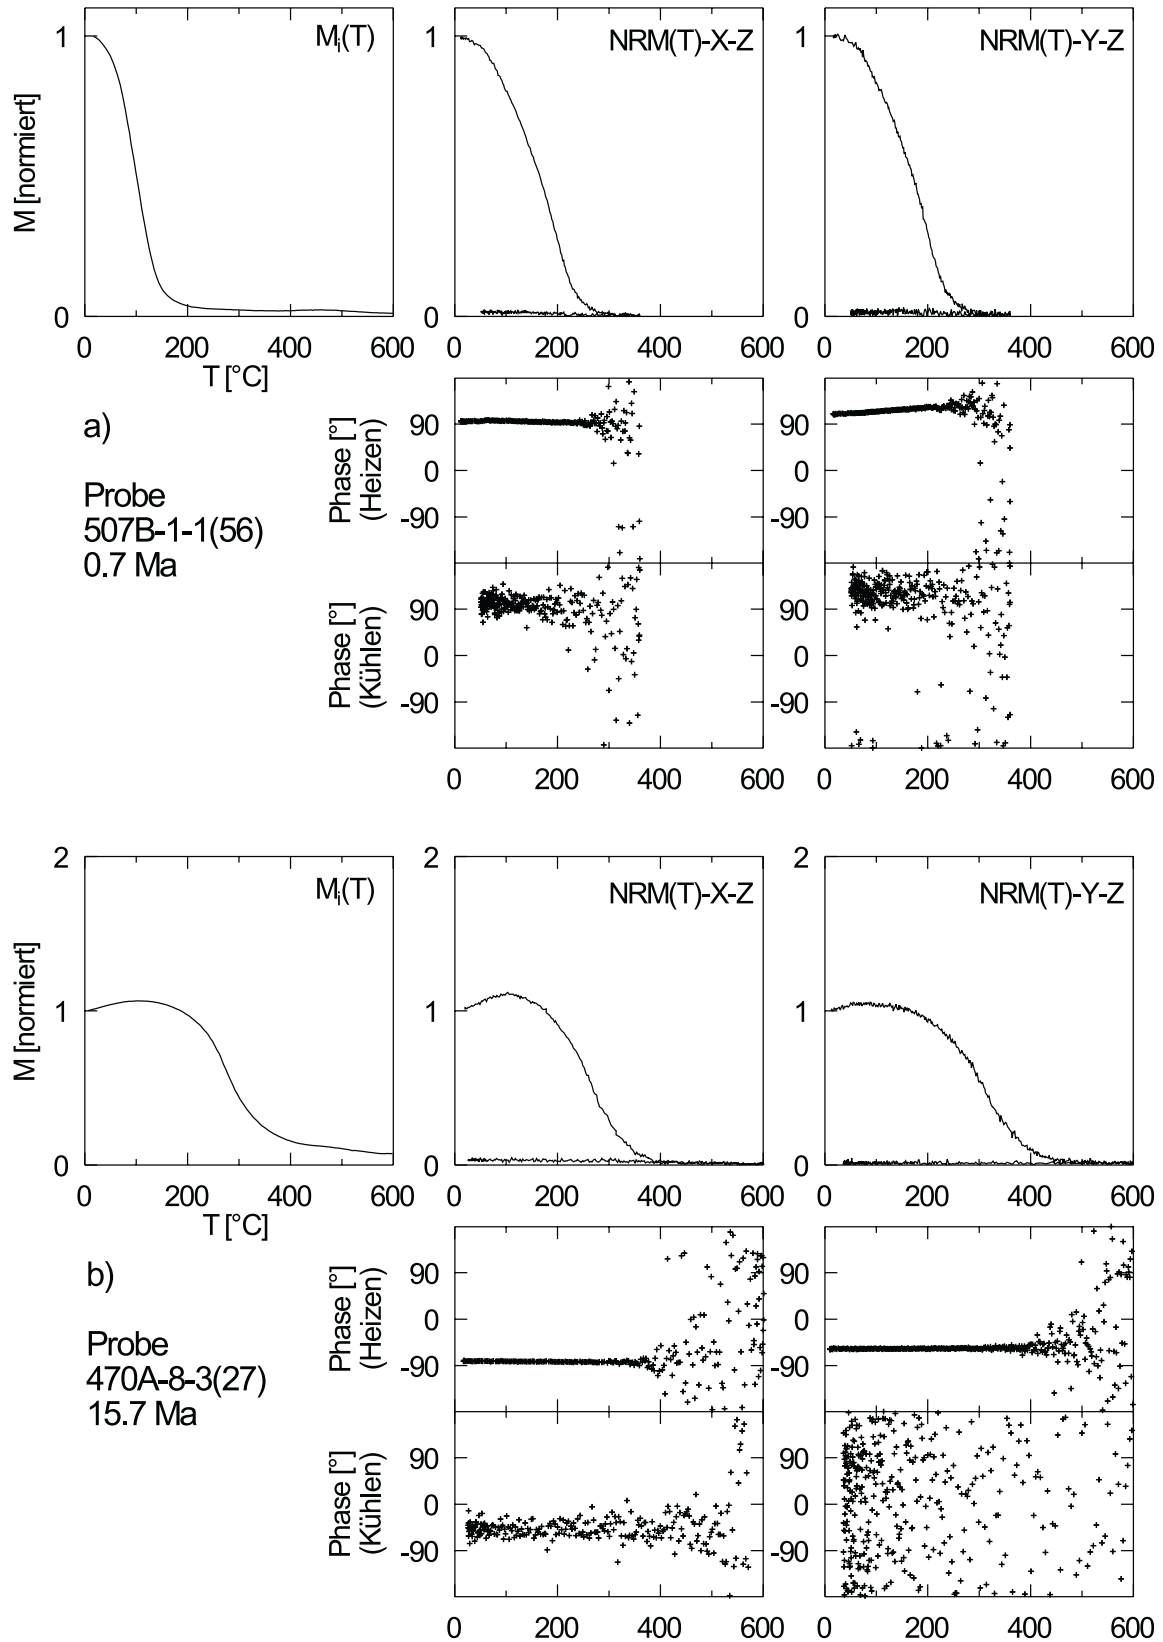 1
0
M [normiert]
M_i(T)
0 200 400 600
T [°C]
1
0
NRM(T)-X-Z
0 200 400 600
1
0
NRM(T)-Y-Z
0 200 400 600
a)
Probe
507B-1-1(56)
0.7 Ma
Phase [°]
(Heizen)
90
0
-90
90
0
-90
Phase [°]
(Kühlen)
90
0
-90
90
0
-90
0 200 400 600
0 200 400 600
2
1
0
M [normiert]
M_i(T)
0 200 400 600
T [°C]
2
1
0
NRM(T)-X-Z
0 200 400 600
2
1
0
NRM(T)-Y-Z
0 200 400 600
b)
Probe
470A-8-3(27)
15.7 Ma
Phase [°]
(Heizen)
90
0
-90
90
0
-90
Phase [°]
(Kühlen)
90
0
-90
90
0
-90
0 200 400 600
0 200 400 600